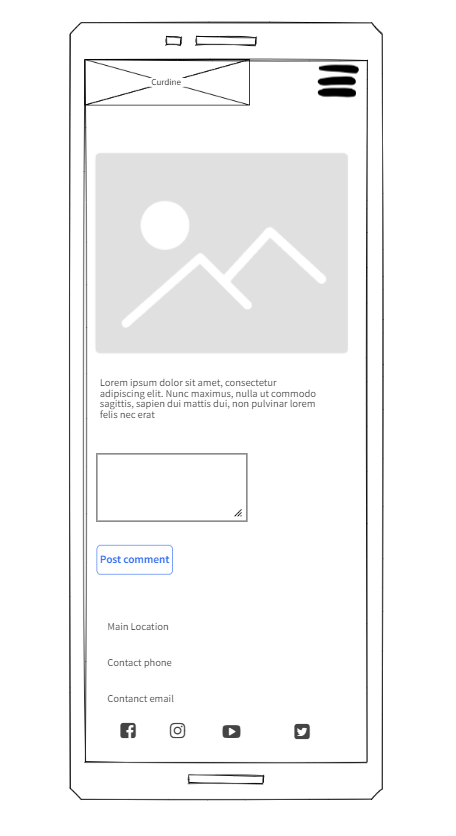 Curdine
Lorem ipsum dolor sit amet, consectetur
adipiscing elit. Nunc maximus, nulla ut commodo
sagittis, sapien dui mattis dui, non pulvinar lorem
felis nec erat
Post comment
Main Location
Contact phone
Contanct email